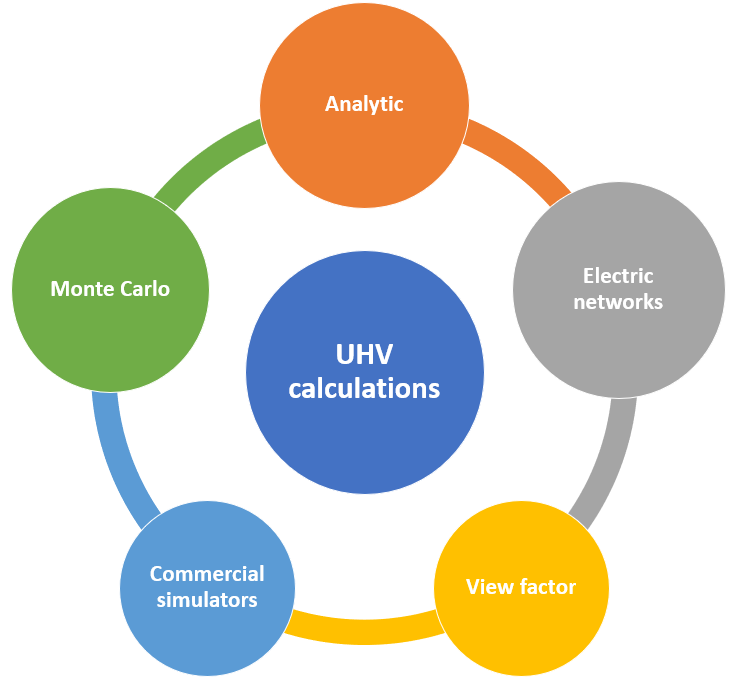 Analytic
Electric
networks
Monte Carlo
UHV
calculations
Commercial
simulators
View factor